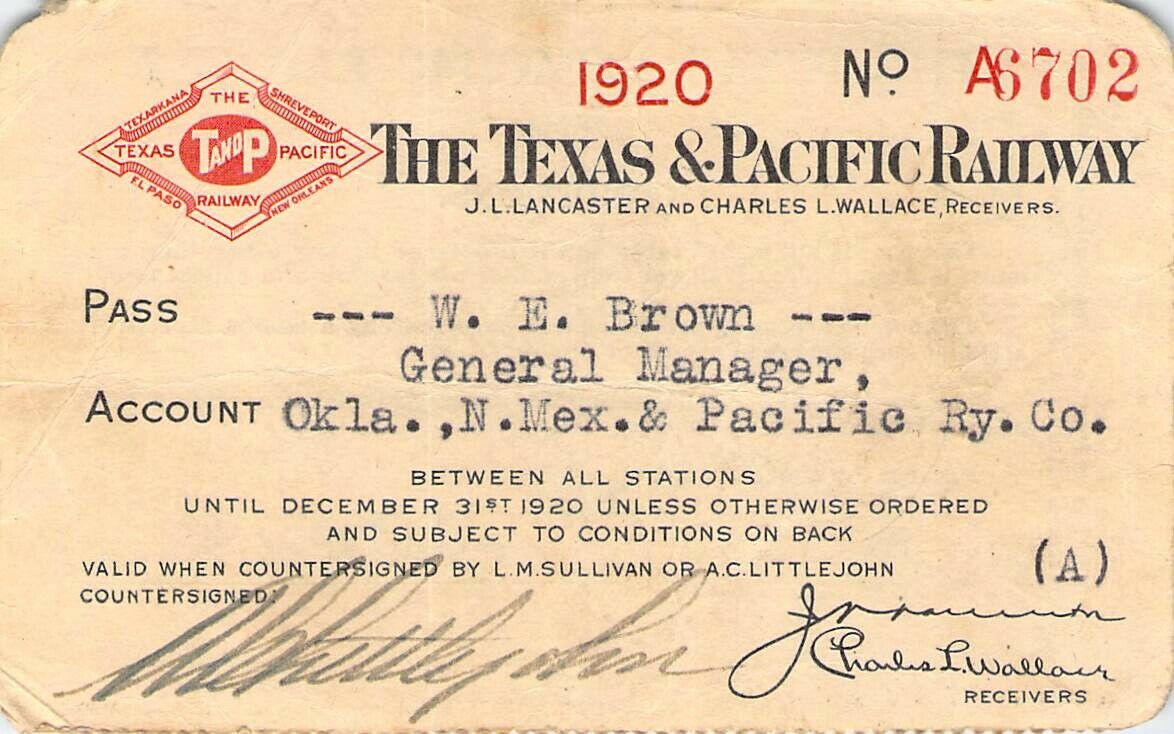 1920 No. A6702
TEXARKANA THE SHREVEPORT
TEXAS T AND P PACIFIC
EL PASO RAILWAY NEW ORLEANS
THE TEXAS & PACIFIC RAILWAY
J.L.LANCASTER AND CHARLES L.WALLACE, RECEIVERS.
PASS --- W. E. Brown ---
General Manager,
ACCOUNT Okla.,N.Mex.& Pacific Ry. Co.
BETWEEN ALL STATIONS
UNTIL DECEMBER 31ST 1920 UNLESS OTHERWISE ORDERED
AND SUBJECT TO CONDITIONS ON BACK
VALID WHEN COUNTERSIGNED BY L.M.SULLIVAN OR A.C.LITTLEJOHN
(A)
COUNTERSIGNED:
A C Littlejohn
Charles L. Wallace
RECEIVERS